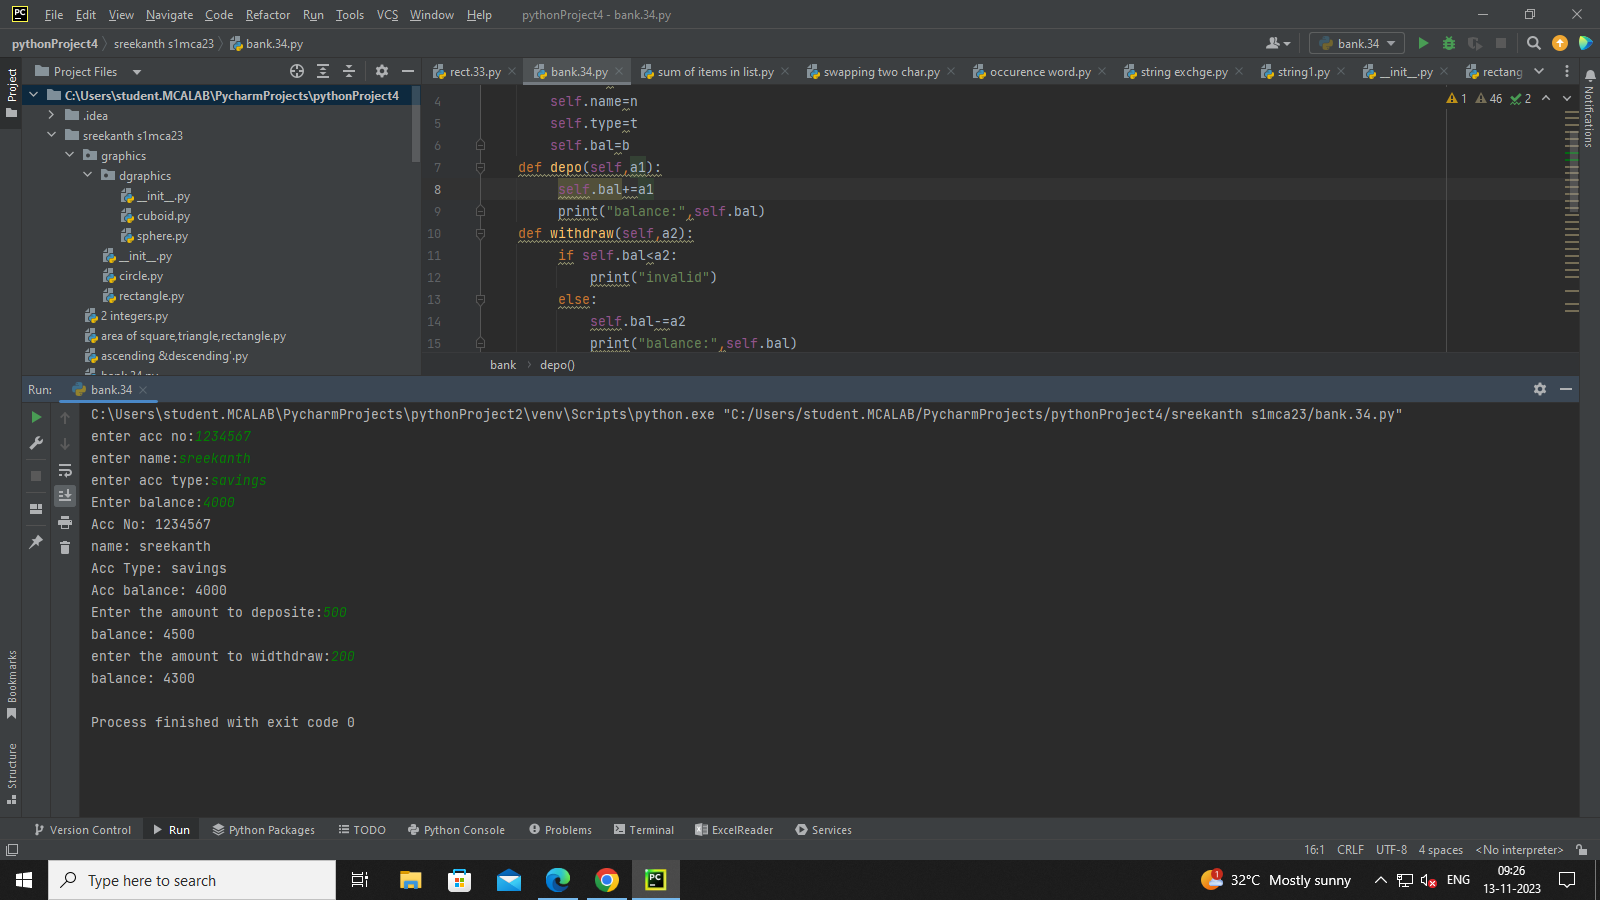 PC File Edit View Navigate Code Refactor Run Tools VCS Window Help pythonProject4 - bank.34.py
pythonProject4 sreekanth s1mca23 bank.34.py bank.34
Project
Project Files
rect.33.py bank.34.py sum of items in list.py swapping two char.py occurence word.py string exchge.py string1.py __init__.py rectang
Notifications
C:\Users\student.MCALAB\PycharmProjects\pythonProject4
.idea
sreekanth s1mca23
graphics
dgraphics
__init__.py
cuboid.py
sphere.py
__init__.py
circle.py
rectangle.py
2 integers.py
area of square,triangle,rectangle.py
ascending &descending'.py
bank.34.py
1 46 2
4 self.name=n
5 self.type=t
6 self.bal=b
7 def depo(self,a1):
8 self.bal+=a1
9 print("balance:",self.bal)
10 def withdraw(self,a2):
11 if self.bal<a2:
12 print("invalid")
13 else:
14 self.bal-=a2
15 print("balance:",self.bal)
bank depo()
Run: bank.34
C:\Users\student.MCALAB\PycharmProjects\pythonProject2\venv\Scripts\python.exe "C:/Users/student.MCALAB/PycharmProjects/pythonProject4/sreekanth s1mca23/bank.34.py"
enter acc no:1234567
enter name:sreekanth
enter acc type:savings
Enter balance:4000
Acc No: 1234567
name: sreekanth
Acc Type: savings
Acc balance: 4000
Enter the amount to deposite:500
balance: 4500
enter the amount to widthdraw:200
balance: 4300
Process finished with exit code 0
Bookmarks
Structure
Version Control Run Python Packages TODO Python Console Problems Terminal ExcelReader Services
16:1 CRLF UTF-8 4 spaces <No interpreter>
Type here to search PC 1 32°C Mostly sunny ENG 09:26
13-11-2023